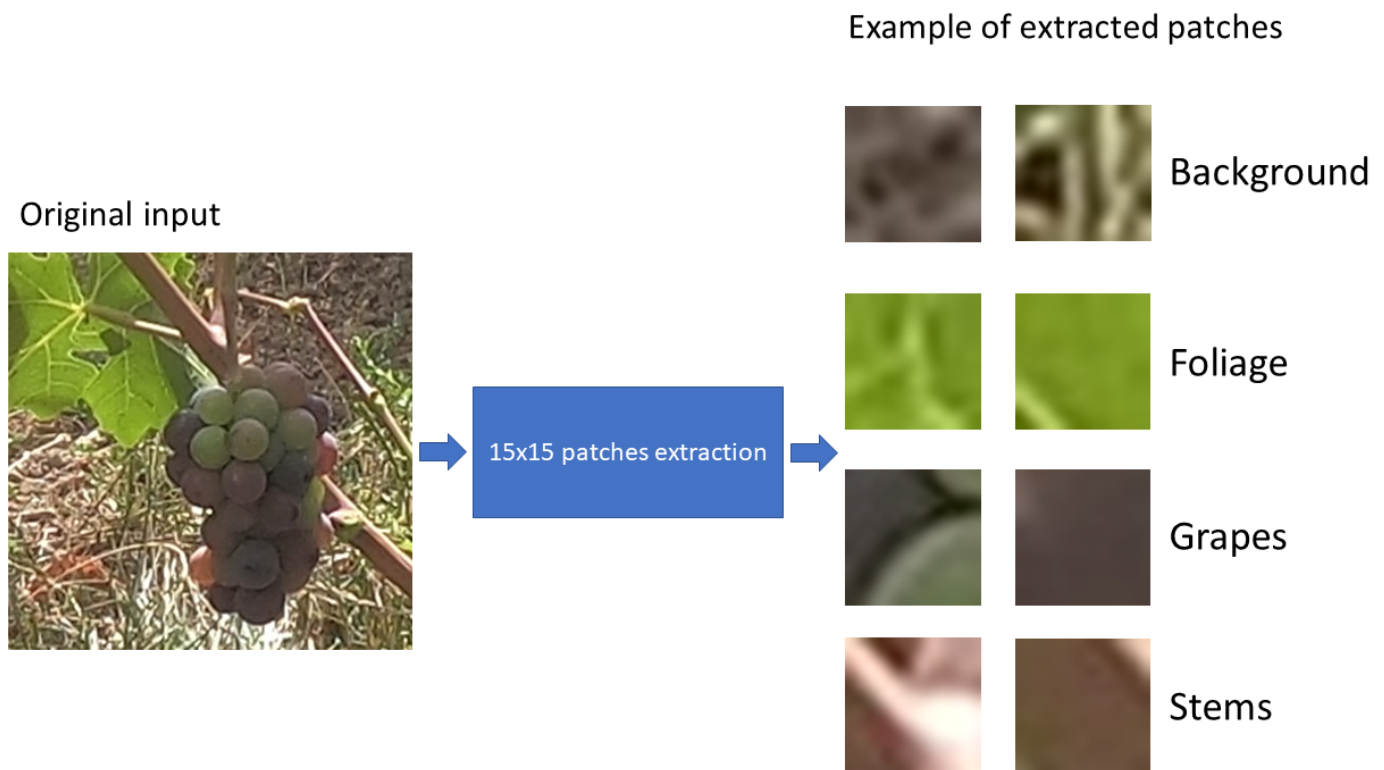 Example of extracted patches
Background
Original input
Foliage
15x15 patches extraction
Grapes
Stems